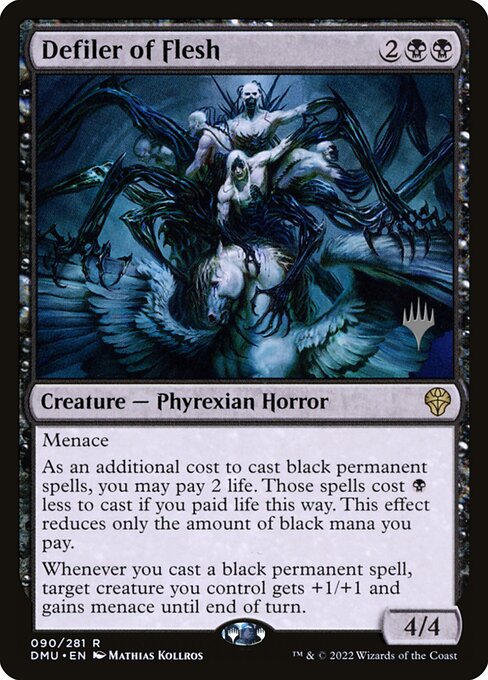 Defiler of Flesh 2
Creature — Phyrexian Horror
Menace
As an additional cost to cast black permanent
spells, you may pay 2 life. Those spells cost
less to cast if you paid life this way. This effect
reduces only the amount of black mana you
pay.
Whenever you cast a black permanent spell,
target creature you control gets +1/+1 and
gains menace until end of turn.
4/4
090/281 R
DMU • EN Mathias Kollros
™ & © 2022 Wizards of the Coast